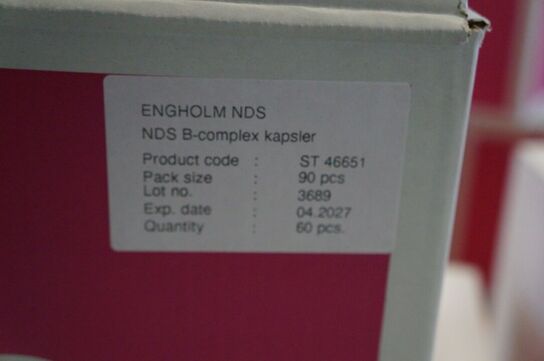 ENGHOLM NDS
NDS B-complex kapsler
Product code : ST 46651
Pack size : 90 pcs
Lot no. : 3689
Exp. date : 04.2027
Quantity : 60 pcs.